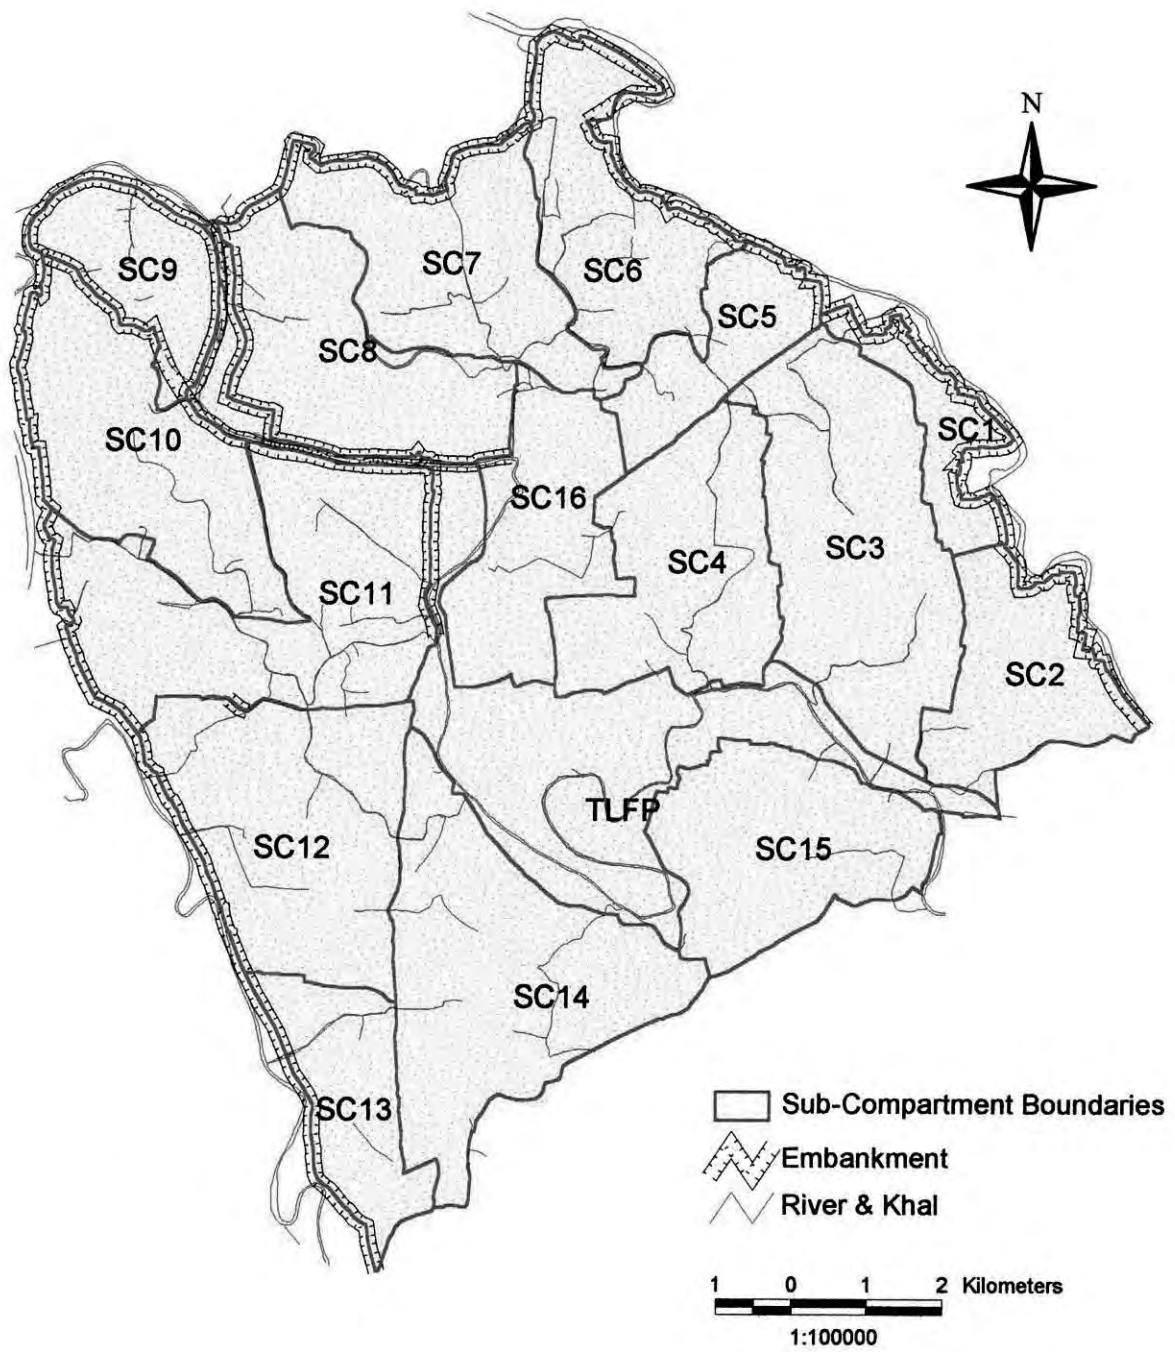 N
SC9
SC7
SC6
SC5
SC8
SC10
SC1
SC16
SC3
SC4
SC11
SC2
TLFP
SC12
SC15
SC14
SC13
Sub-Compartment Boundaries
Embankment
River & Khal
1 0 1 2 Kilometers
1:100000